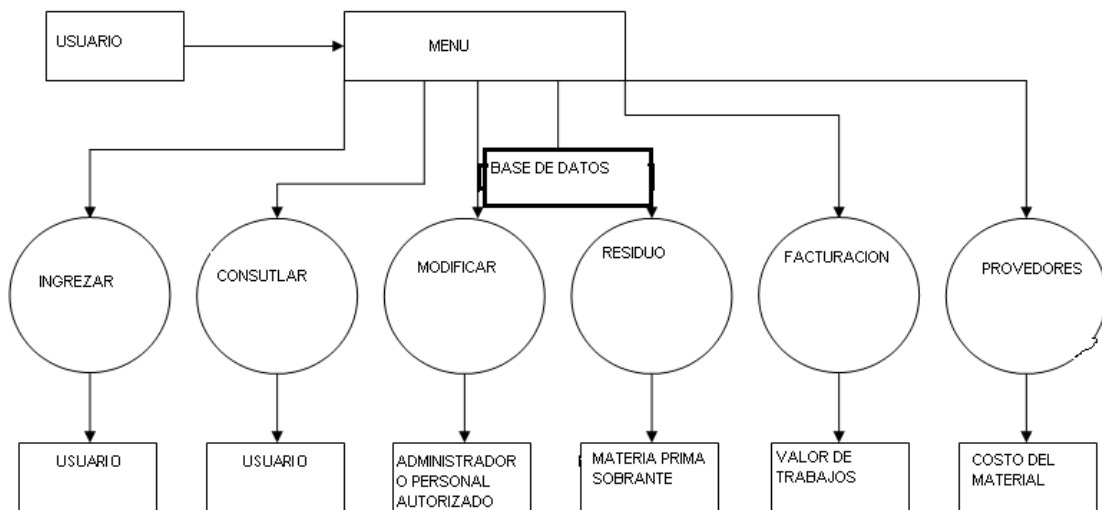 USUARIO
MENU
BASE DE DATOS
INGREZAR
CONSUTLAR
MODIFICAR
RESIDUO
FACTURACION
PROVEDORES
USUARIO
USUARIO
ADMINISTRADOR
O PERSONAL
AUTORIZADO
MATERIA PRIMA
SOBRANTE
VALOR DE
TRABAJOS
COSTO DEL
MATERIAL